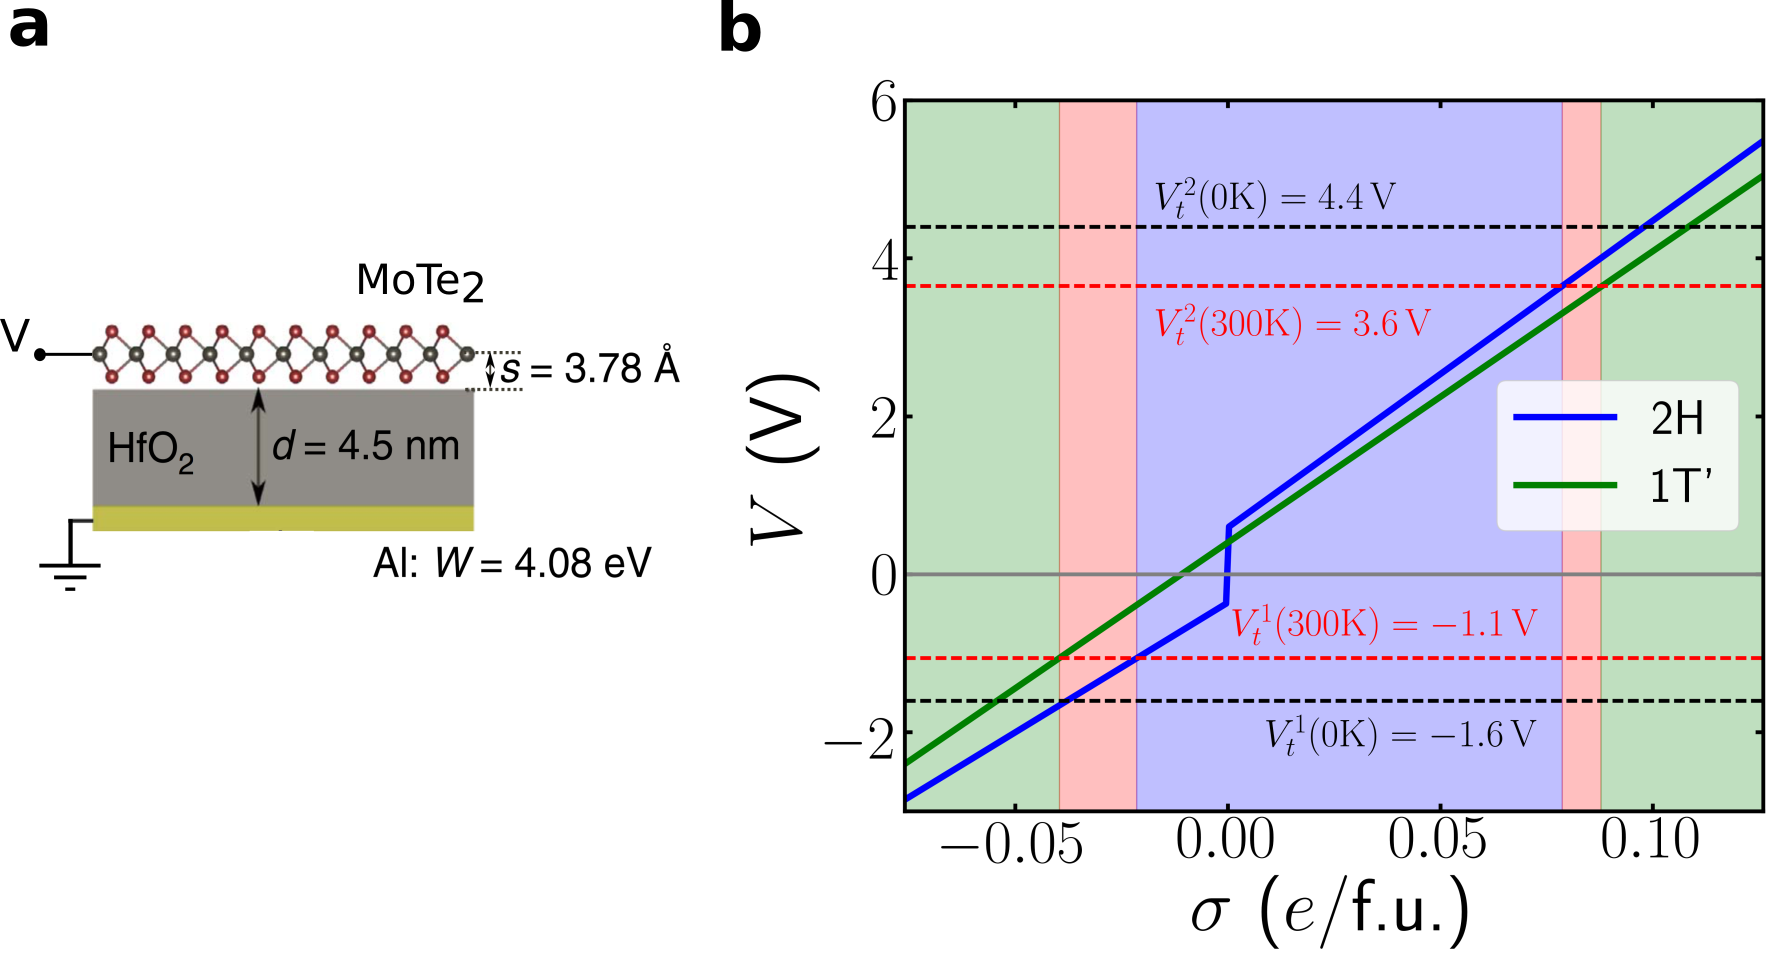 a
MoTe2
V
s = 3.78 Å
HfO2
d = 4.5 nm
Al: W = 4.08 eV
b
6
4
2
0
−2
V (V)
V_t^2(0K) = 4.4 V
V_t^2(300K) = 3.6 V
2H
1T’
V_t^1(300K) = −1.1 V
V_t^1(0K) = −1.6 V
−0.05 0.00 0.05 0.10
σ (e/f.u.)